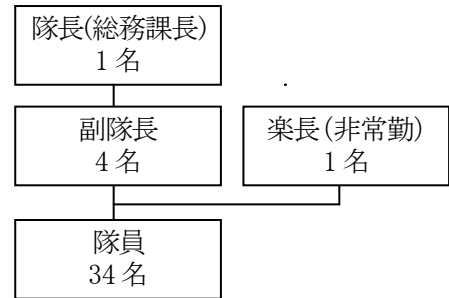 隊長(総務課長)
1名
副隊長
4名
楽長(非常勤)
1名
隊員
34名